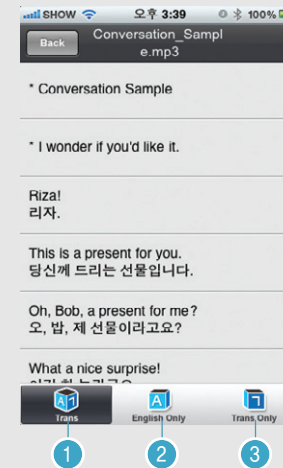 SHOW 오후 3:39 100%
Back Conversation_Sampl
e.mp3
* Conversation Sample
* I wonder if you'd like it.
Riza!
리자.
This is a present for you.
당신께 드리는 선물입니다.
Oh, Bob, a present for me?
오, 밥, 제 선물이라고요?
What a nice surprise!
Trans English Only Trans Only
1 2 3